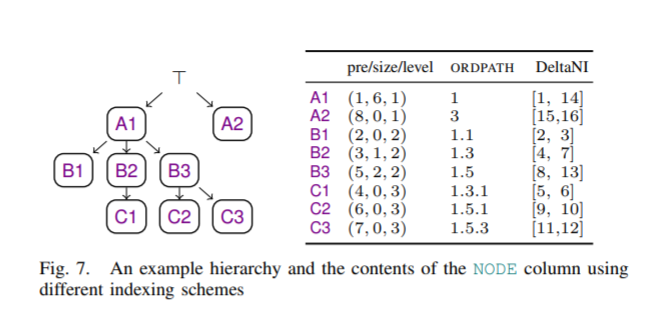 ⊤
A1 A2
B1 B2 B3
C1 C2 C3
pre/size/level ORDPATH DeltaNI
A1 (1, 6, 1) 1 [1, 14]
A2 (8, 0, 1) 3 [15,16]
B1 (2, 0, 2) 1.1 [2, 3]
B2 (3, 1, 2) 1.3 [4, 7]
B3 (5, 2, 2) 1.5 [8, 13]
C1 (4, 0, 3) 1.3.1 [5, 6]
C2 (6, 0, 3) 1.5.1 [9, 10]
C3 (7, 0, 3) 1.5.3 [11,12]
Fig. 7. An example hierarchy and the contents of the NODE column using
different indexing schemes